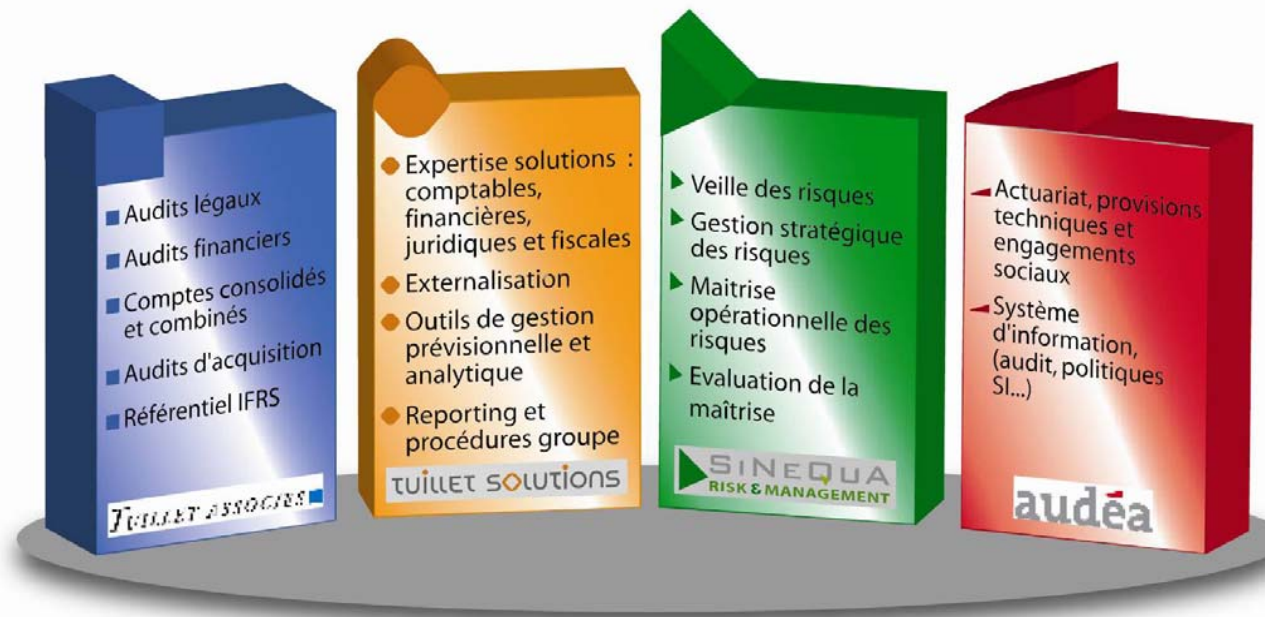 Audits légaux
Audits financiers
Comptes consolidés
et combinés
Audits d'acquisition
Référentiel IFRS
TUILLET ASSOCIES
Expertise solutions :
comptables,
financières,
juridiques et fiscales
Externalisation
Outils de gestion
prévisionnelle et
analytique
Reporting et
procédures groupe
TUILLET SOLUTIONS
Veille des risques
Gestion stratégique
des risques
Maitrise
opérationnelle des
risques
Evaluation de la
maîtrise
SiNeQuA
RISK & MANAGEMENT
Actuariat, provisions
techniques et
engagements
sociaux
Système
d'information,
(audit, politiques
SI...)
audéa